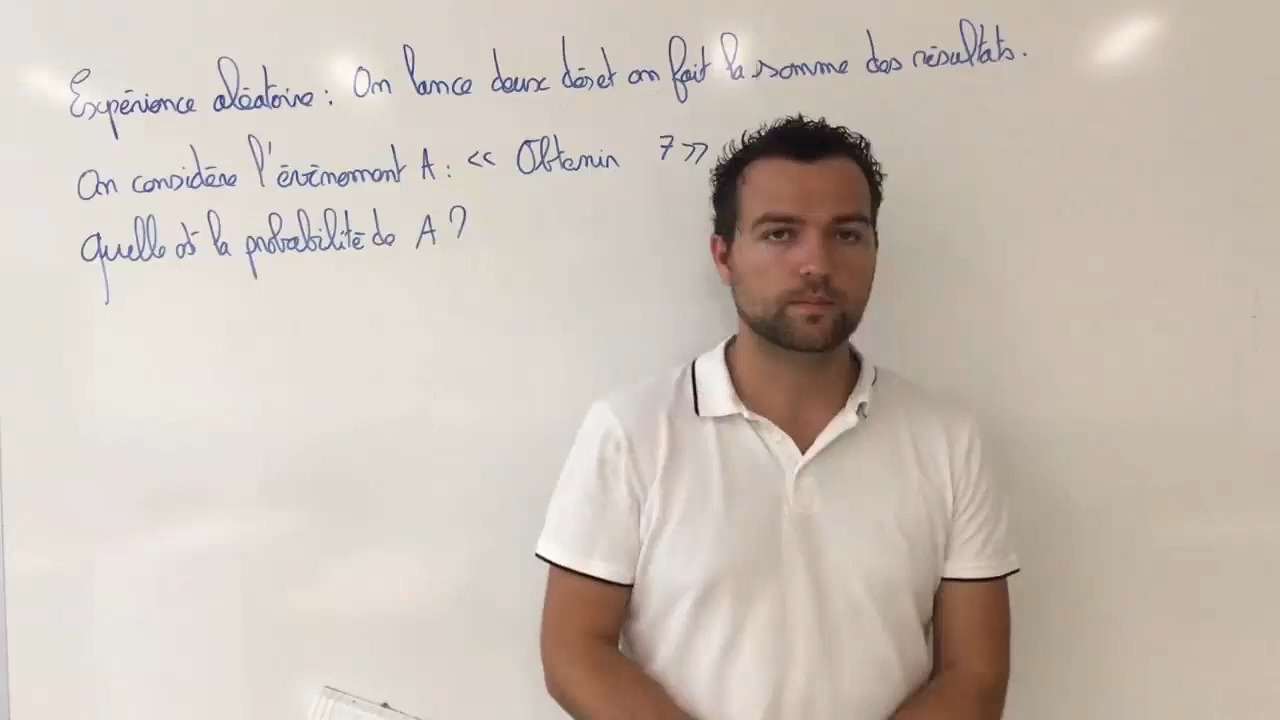 Expérience aléatoire : On lance deux dés et on fait la somme des résultats.
On considère l'évènement A : << Obtenir 7 >>
Quelle est la probabilité de A ?